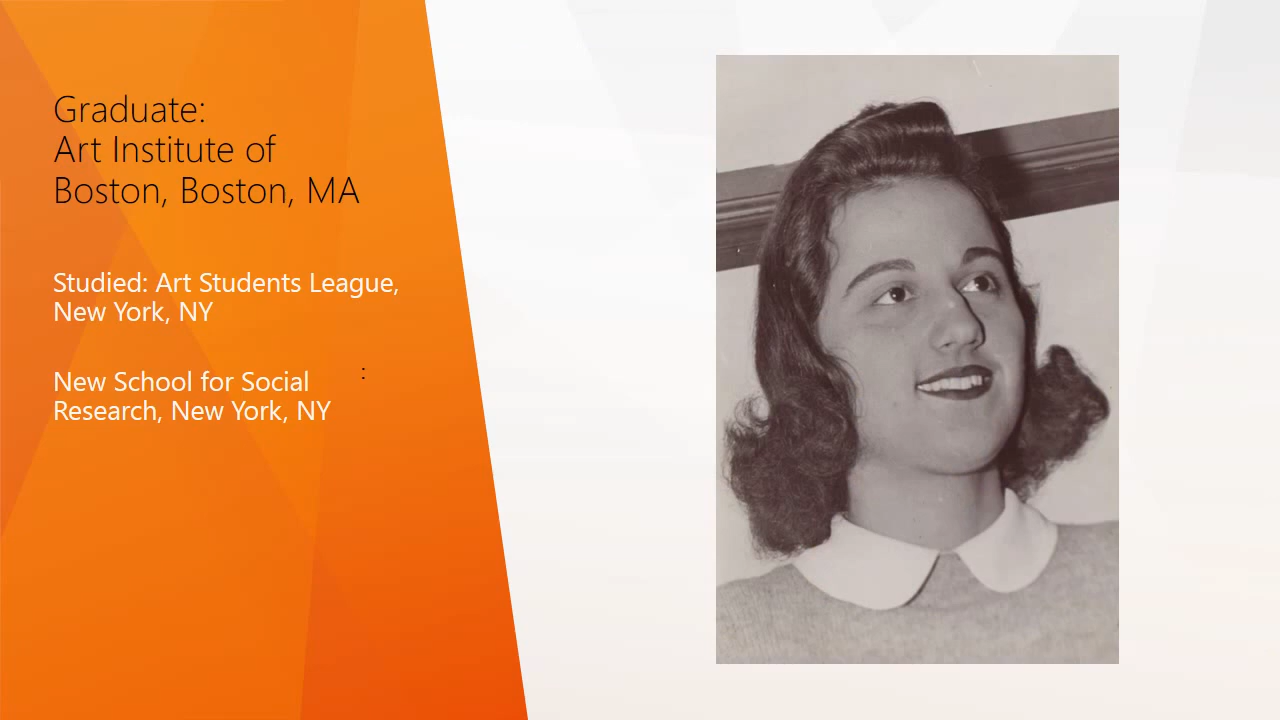 Graduate:
Art Institute of
Boston, Boston, MA
Studied: Art Students League,
New York, NY
:
New School for Social
Research, New York, NY